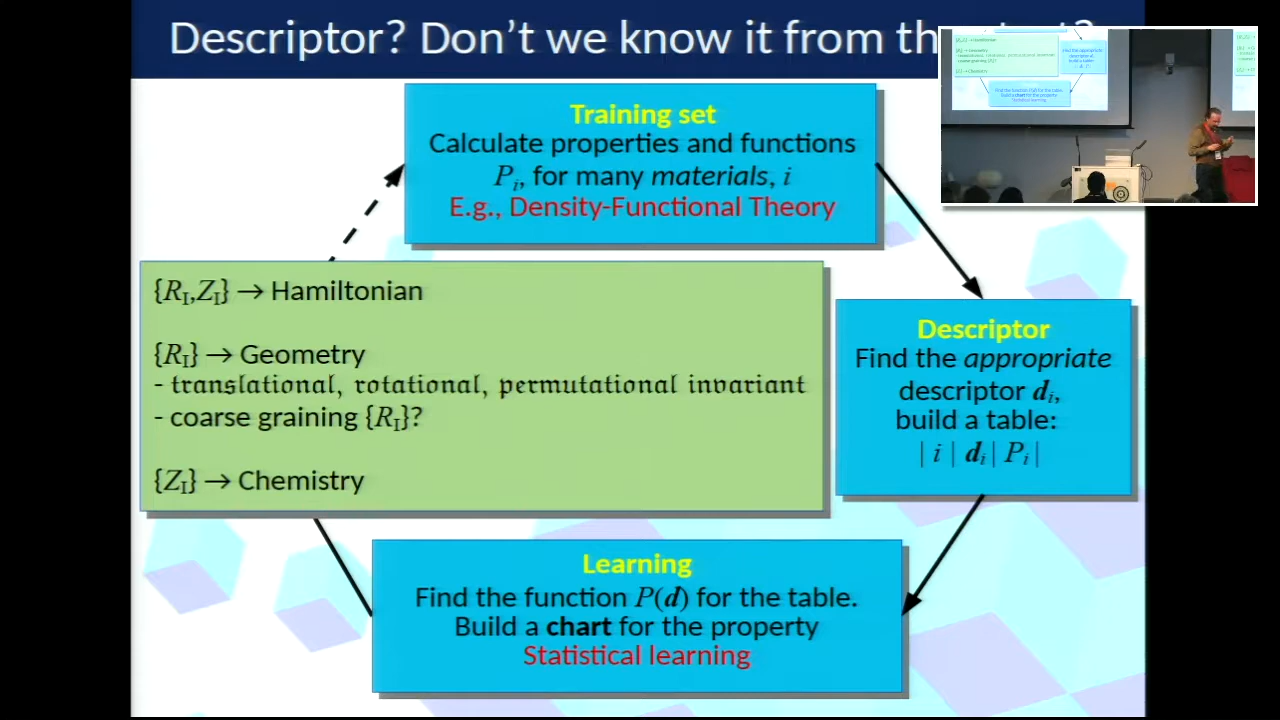 Descriptor? Don't we know it from
Training set
Calculate properties and functions
Pi, for many materials, i
E.g., Density-Functional Theory
{RI,ZI} → Hamiltonian
{RI} → Geometry
- translational, rotational, permutational invariant
- coarse graining {RI}?
{ZI} → Chemistry
Descriptor
Find the appropriate
descriptor di,
build a table:
| i | di | Pi |
Learning
Find the function P(d) for the table.
Build a chart for the property
Statistical learning